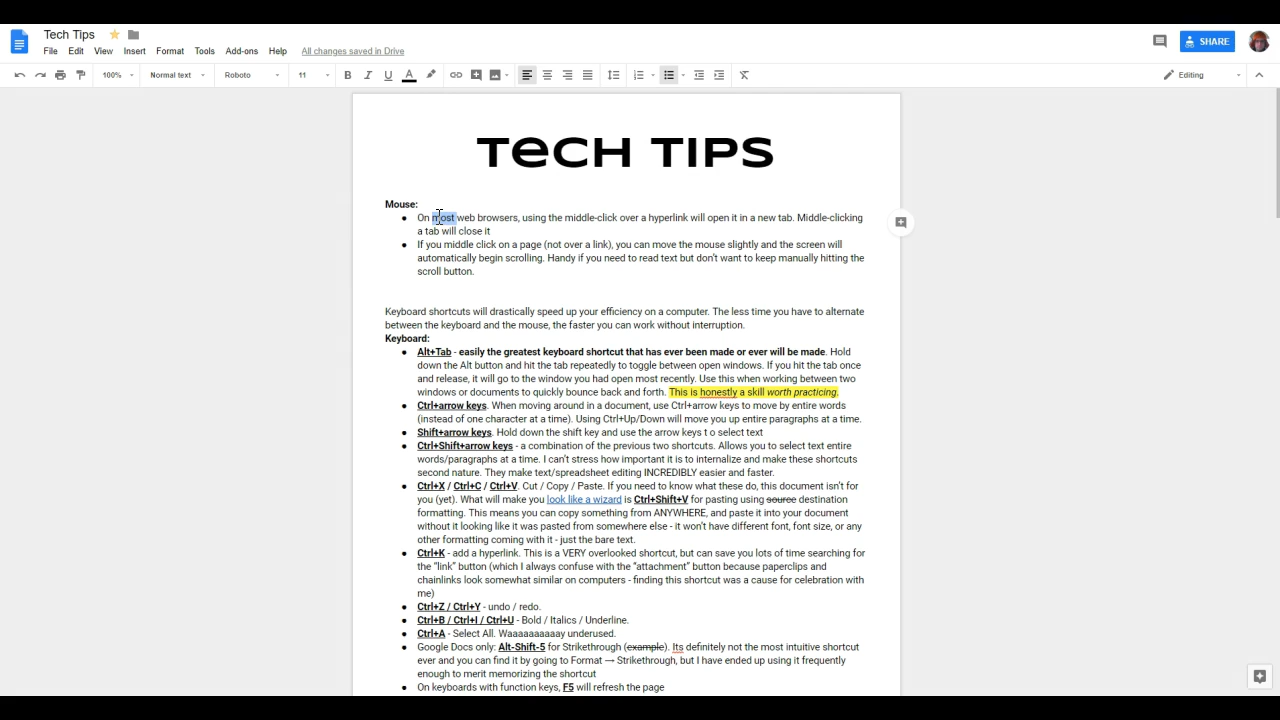 Tech Tips
File Edit View Insert Format Tools Add-ons Help All changes saved in Drive
SHARE
100% Normal text Roboto 11 B I U A Editing
Tech Tips
Mouse:
● On most web browsers, using the middle-click over a hyperlink will open it in a new tab. Middle-clicking
a tab will close it
● If you middle click on a page (not over a link), you can move the mouse slightly and the screen will
automatically begin scrolling. Handy if you need to read text but don't want to keep manually hitting the
scroll button.
Keyboard shortcuts will drastically speed up your efficiency on a computer. The less time you have to alternate
between the keyboard and the mouse, the faster you can work without interruption.
Keyboard:
● Alt+Tab - easily the greatest keyboard shortcut that has ever been made or ever will be made. Hold
down the Alt button and hit the tab repeatedly to toggle between open windows. If you hit the tab once
and release, it will go to the window you had open most recently. Use this when working between two
windows or documents to quickly bounce back and forth. This is honestly a skill worth practicing.
● Ctrl+arrow keys. When moving around in a document, use Ctrl+arrow keys to move by entire words
(instead of one character at a time). Using Ctrl+Up/Down will move you up entire paragraphs at a time.
● Shift+arrow keys. Hold down the shift key and use the arrow keys t o select text
● Ctrl+Shift+arrow keys - a combination of the previous two shortcuts. Allows you to select text entire
words/paragraphs at a time. I can't stress how important it is to internalize and make these shortcuts
second nature. They make text/spreadsheet editing INCREDIBLY easier and faster.
● Ctrl+X / Ctrl+C / Ctrl+V. Cut / Copy / Paste. If you need to know what these do, this document isn't for
you (yet). What will make you look like a wizard is Ctrl+Shift+V for pasting using source destination
formatting. This means you can copy something from ANYWHERE, and paste it into your document
without it looking like it was pasted from somewhere else - it won't have different font, font size, or any
other formatting coming with it - just the bare text.
● Ctrl+K - add a hyperlink. This is a VERY overlooked shortcut, but can save you lots of time searching for
the "link" button (which I always confuse with the "attachment" button because paperclips and
chainlinks look somewhat similar on computers - finding this shortcut was a cause for celebration with
me)
● Ctrl+Z / Ctrl+Y - undo / redo.
● Ctrl+B / Ctrl+I / Ctrl+U - Bold / Italics / Underline.
● Ctrl+A - Select All. Waaaaaaaaaay underused.
● Google Docs only: Alt-Shift-5 for Strikethrough (example). Its definitely not the most intuitive shortcut
ever and you can find it by going to Format → Strikethrough, but I have ended up using it frequently
enough to merit memorizing the shortcut
● On keyboards with function keys, F5 will refresh the page